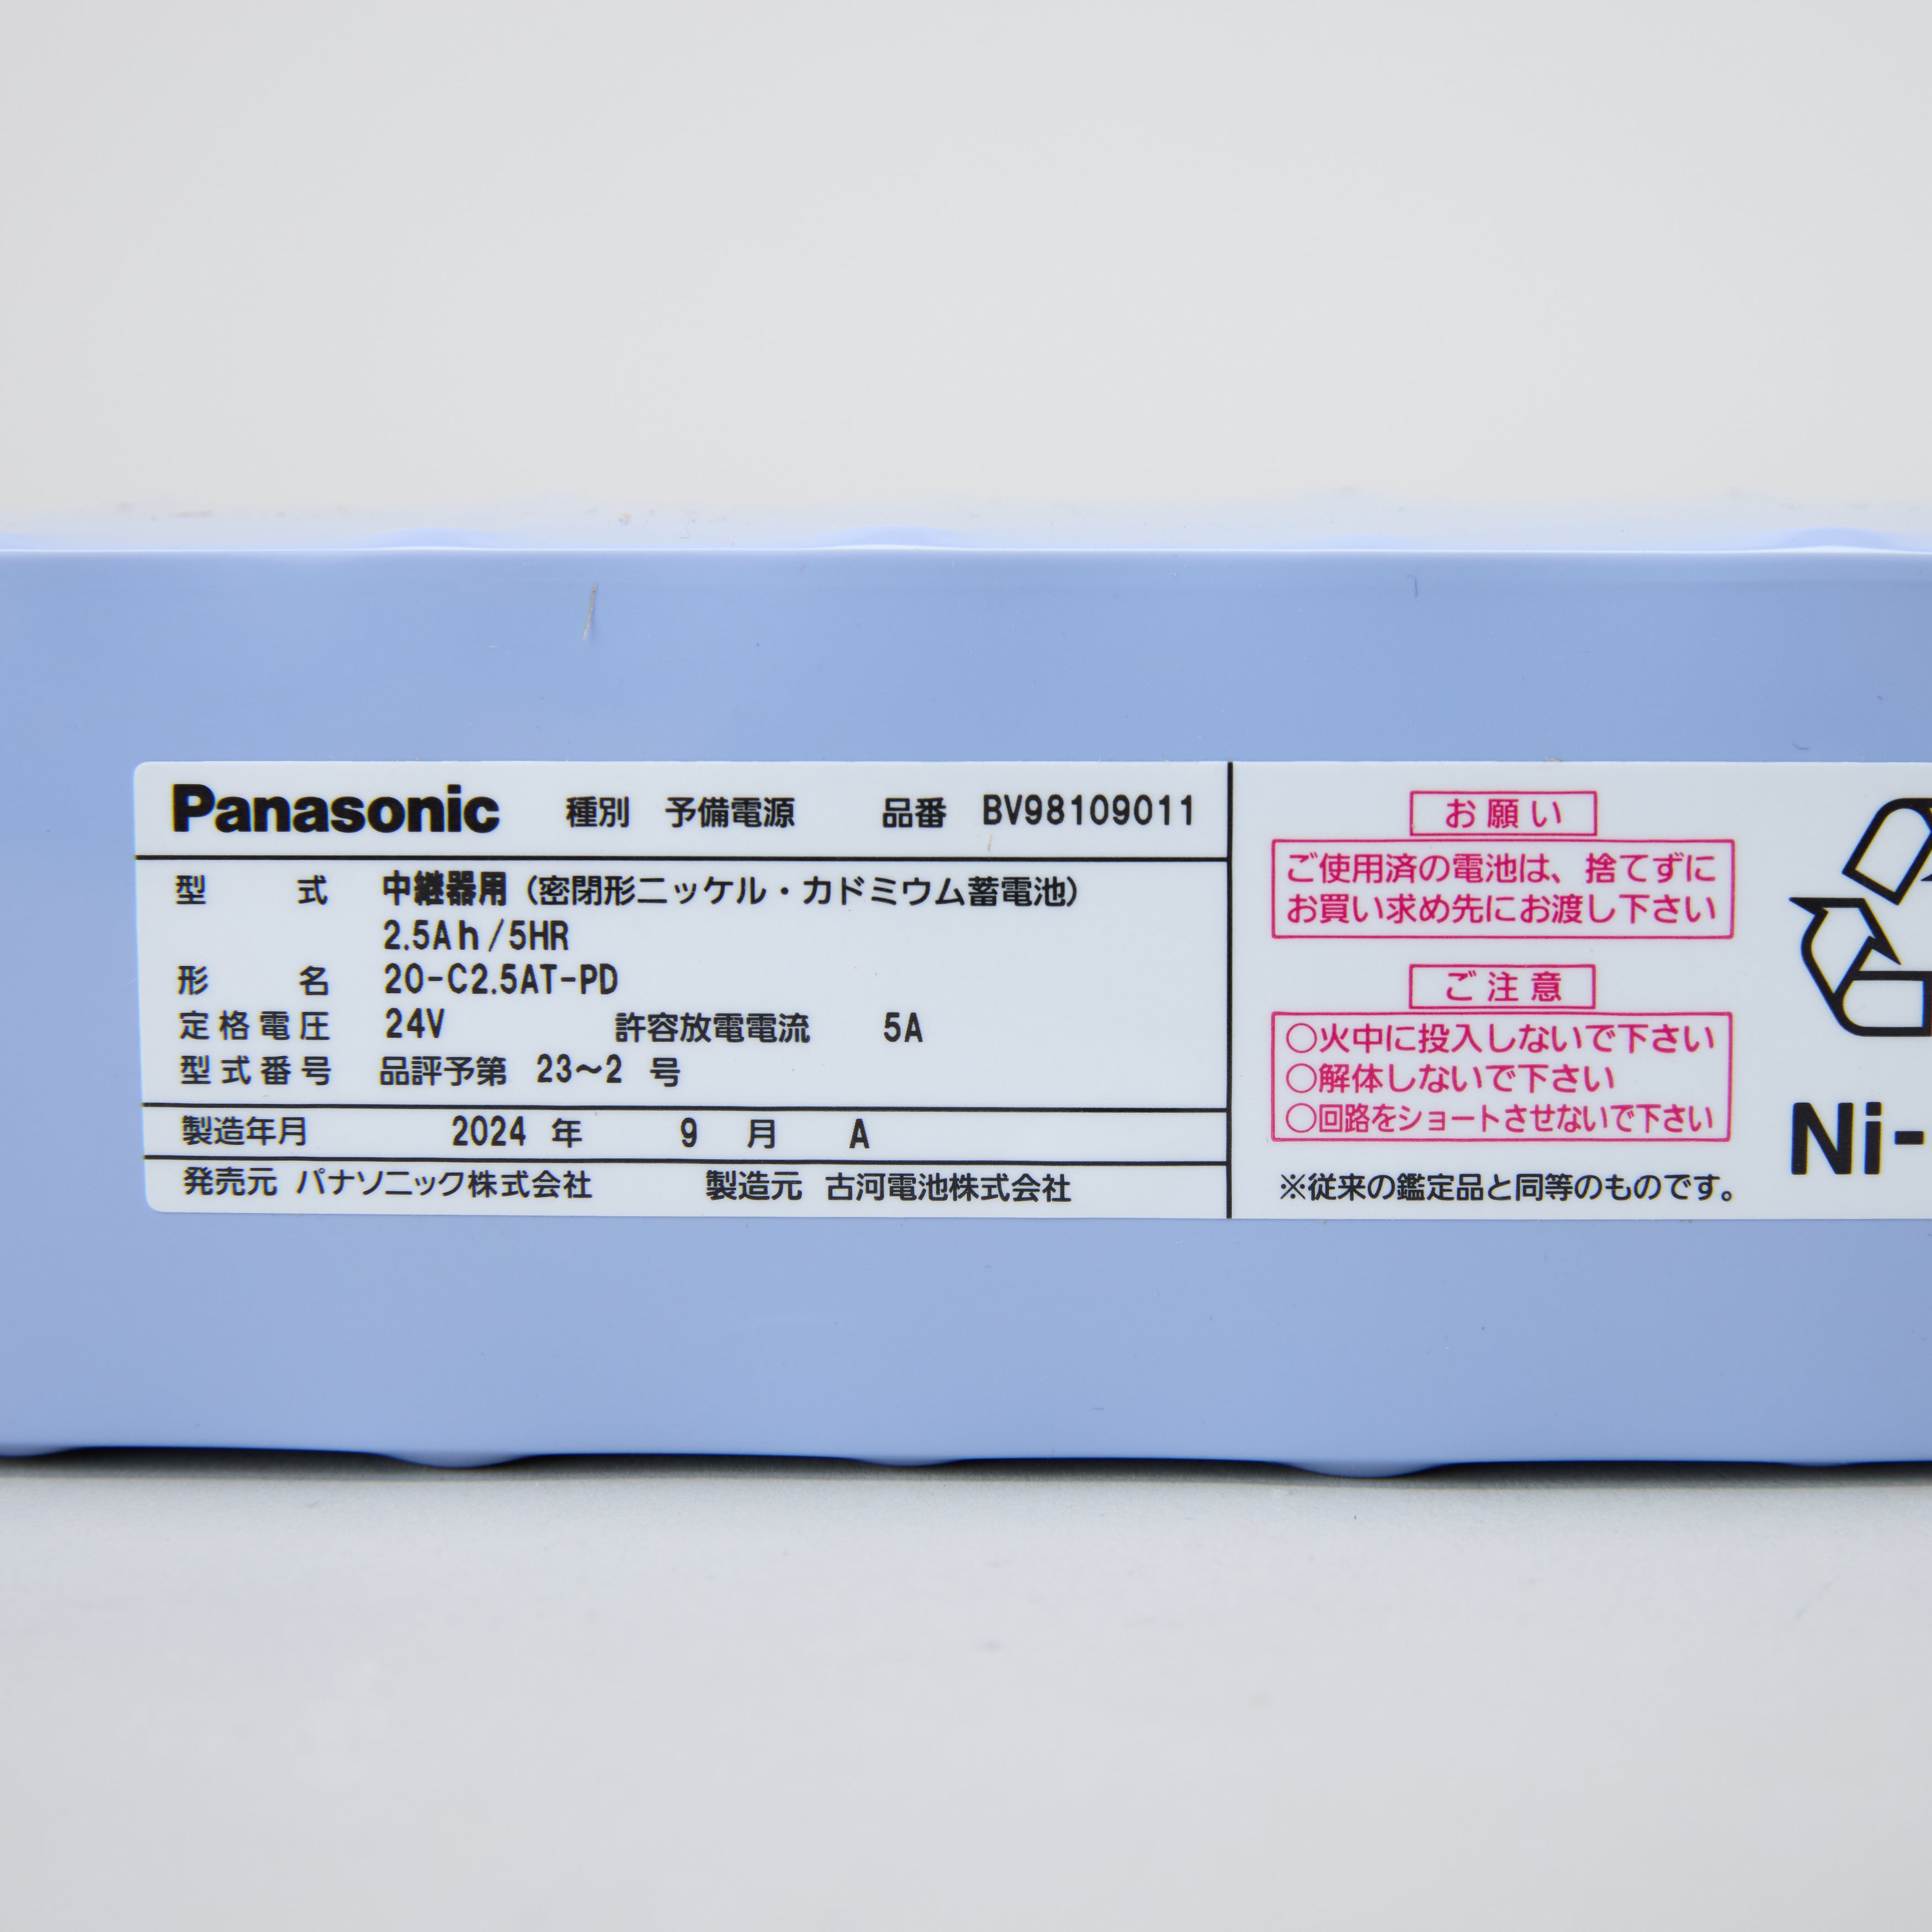 Panasonic 種別 予備電源 品番 BV98109011
型式 中継器用（密閉形ニッケル・カドミウム蓄電池）
2.5Ah/5HR
形名 20-C2.5AT-PD
定格電圧 24V 許容放電電流 5A
型式番号 品評予第 23〜2 号
製造年月 2024 年 9 月 A
発売元 パナソニック株式会社 製造元 古河電池株式会社
お願い
ご使用済の電池は、捨てずに
お買い求め先にお渡し下さい
ご注意
○火中に投入しないで下さい
○解体しないで下さい
○回路をショートさせないで下さい
※従来の鑑定品と同等のものです。
Ni-